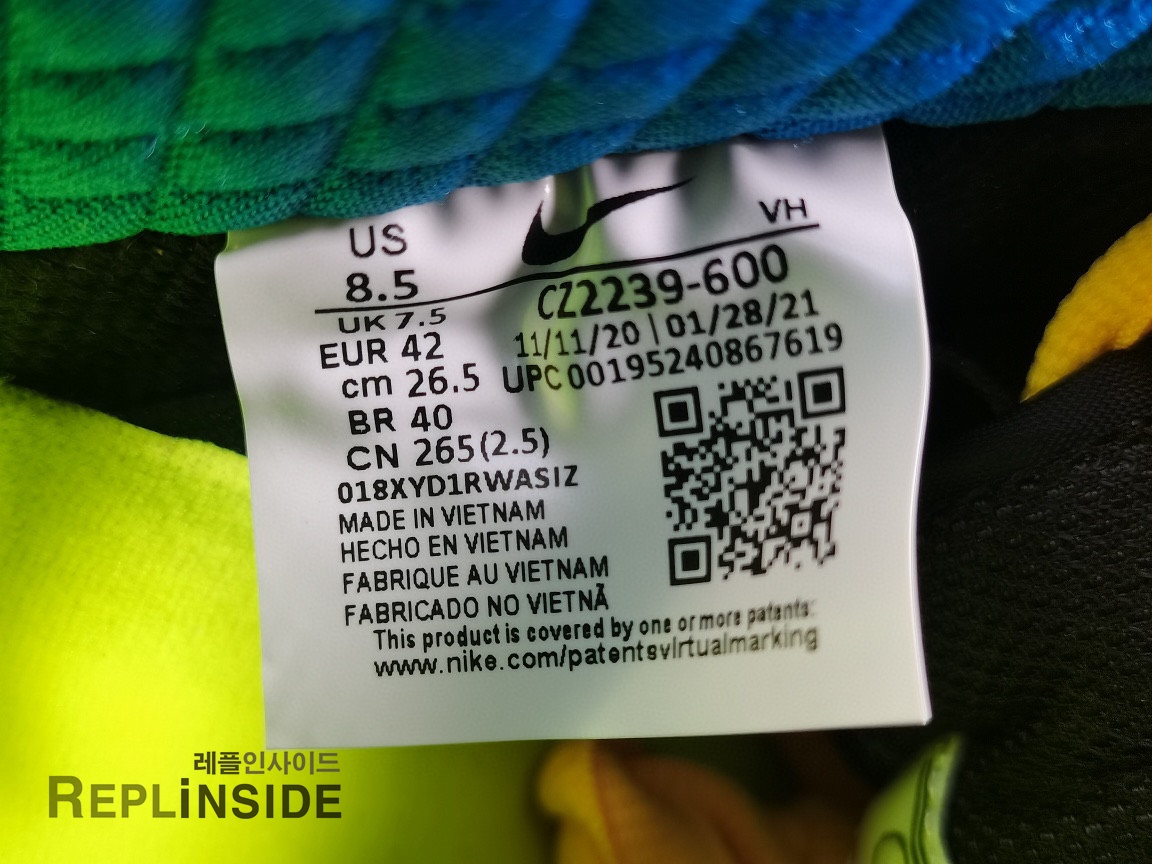 US
VH
8.5
CZ2239-600
UK 7.5
11/11/20 | 01/28/21
EUR 42
UPC 00195240867619
cm 26.5
BR 40
CN 265(2.5)
018XYD1RWASIZ
MADE IN VIETNAM
HECHO EN VIETNAM
FABRIQUE AU VIETNAM
FABRICADO NO VIETNÃ
This product is covered by one or more patents:
www.nike.com/patentsvirtualmarking
레플인사이드
REPLiNSIDE